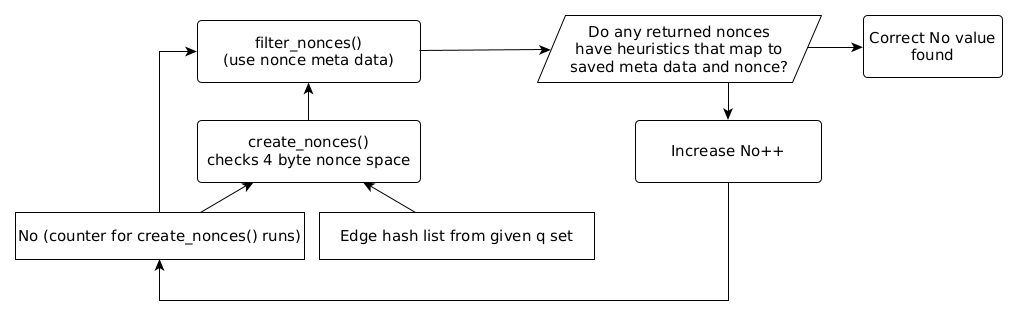 filter_nonces()
(use nonce meta data)
Do any returned nonces
have heuristics that map to
saved meta data and nonce?
Correct No value
found
create_nonces()
checks 4 byte nonce space
Increase No++
No (counter for create_nonces() runs)
Edge hash list from given q set